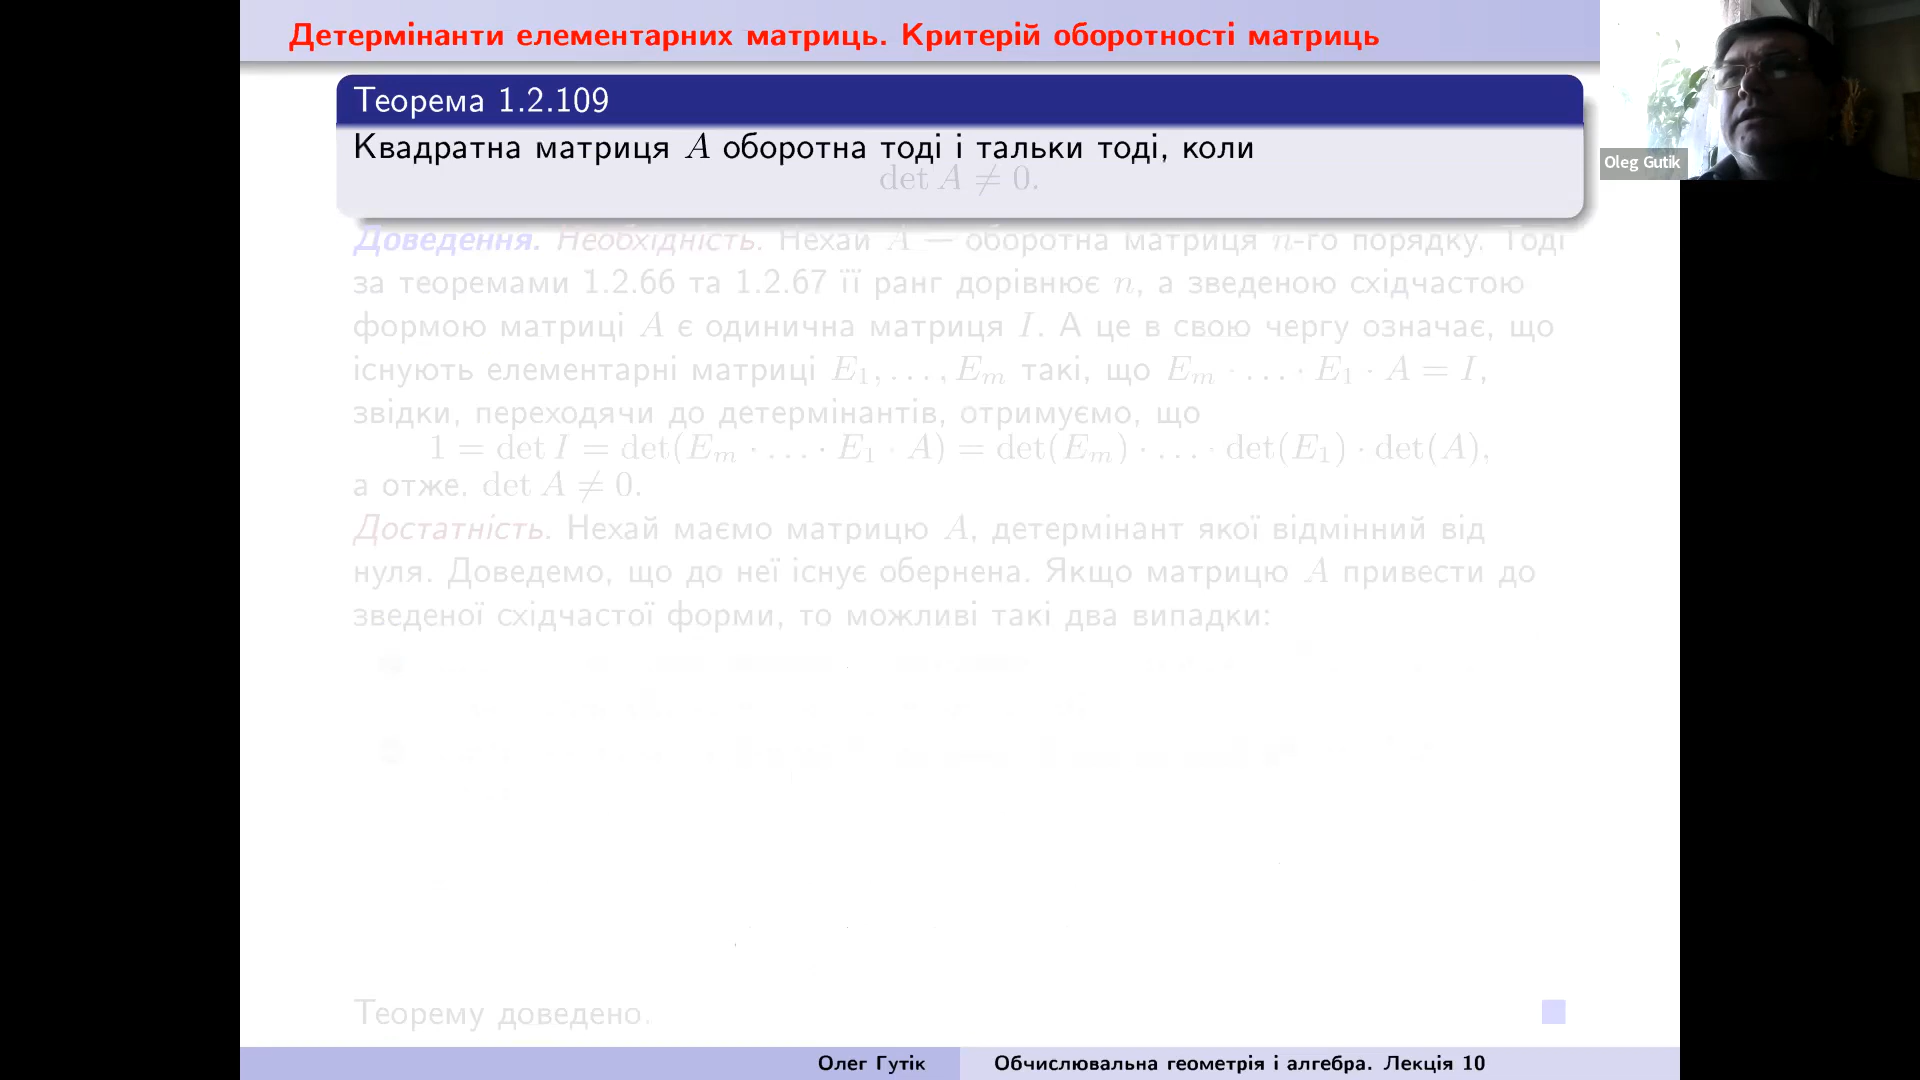 Детермінанти елементарних матриць. Критерій оборотності матриць
Oleg Gutik
Теорема 1.2.109
Квадратна матриця A оборотна тоді і тальки тоді, коли
det A ≠ 0.
Доведення. Необхідність. Нехай A — оборотна матриця n-го порядку. Тоді
за теоремами 1.2.66 та 1.2.67 її ранг дорівнює n, а зведеною східчастою
формою матриці A є одинична матриця I. А це в свою чергу означає, що
існують елементарні матриці E₁, . . . , Eₘ такі, що Eₘ · . . . · E₁ · A = I,
звідки, переходячи до детермінантів, отримуємо, що
1 = det I = det(Eₘ · . . . · E₁ · A) = det(Eₘ) · . . . · det(E₁) · det(A),
а отже. det A ≠ 0.
Достатність. Нехай маємо матрицю A, детермінант якої відмінний від
нуля. Доведемо, що до неї існує обернена. Якщо матрицю A привести до
зведеної східчастої форми, то можливі такі два випадки:
Теорему доведено.
Олег Гутік
Обчислювальна геометрія і алгебра. Лекція 10